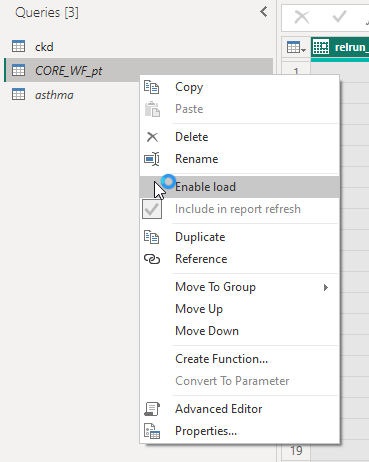 Queries [3]
ckd
relrun_
CORE_WF_pt
1
asthma
Copy
Paste
Delete
Rename
Enable load
Include in report refresh
Duplicate
Reference
Move To Group
Move Up
Move Down
Create Function...
Convert To Parameter
Advanced Editor
Properties...
19